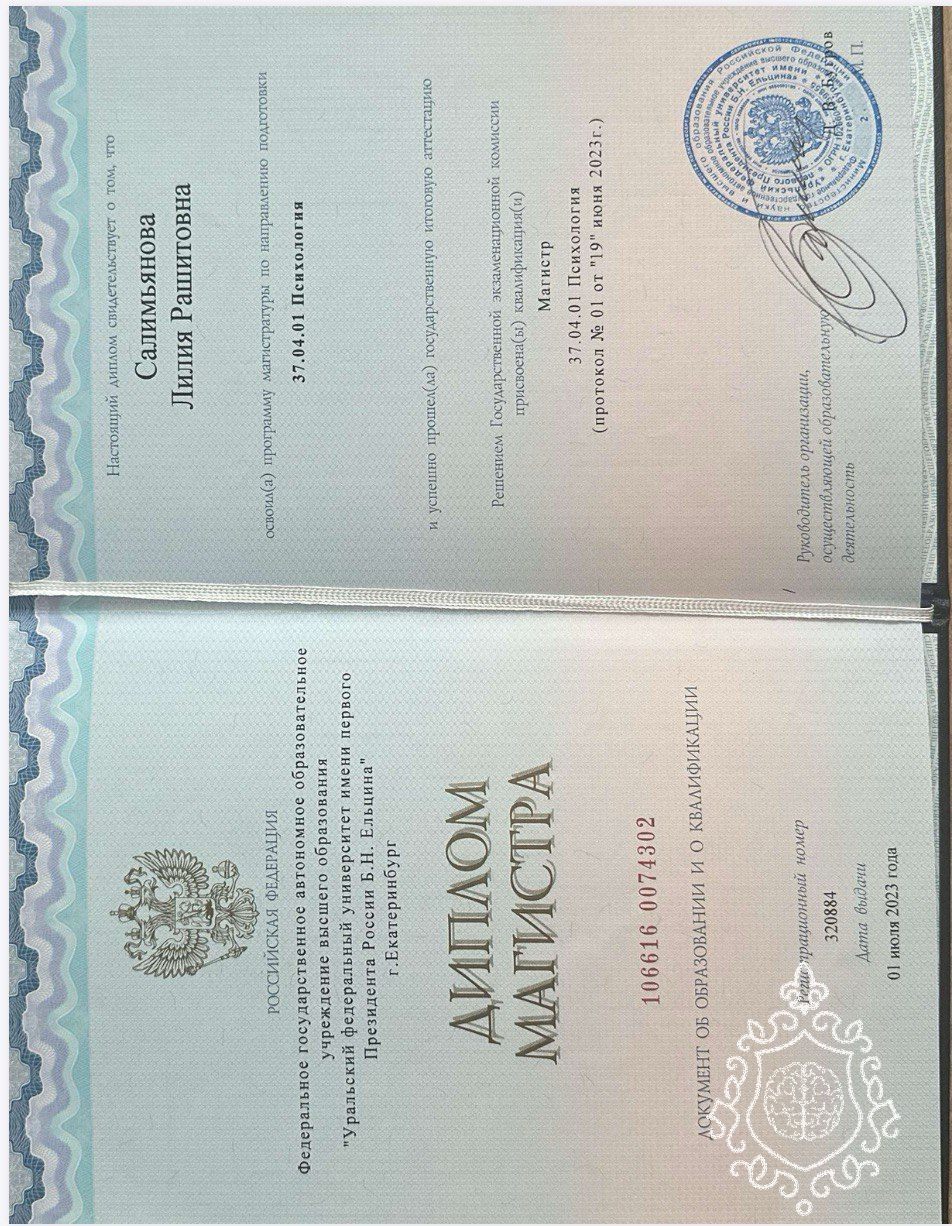 РОССИЙСКАЯ ФЕДЕРАЦИЯ
Федеральное государственное автономное образовательное
учреждение высшего образования
"Уральский федеральный университет имени первого
Президента России Б.Н. Ельцина"
г.Екатеринбург
ДИПЛОМ
МАГИСТРА
106616 0074302
ДОКУМЕНТ ОБ ОБРАЗОВАНИИ И О КВАЛИФИКАЦИИ
Регистрационный номер
320884
Дата выдачи
01 июля 2023 года
Настоящий диплом свидетельствует о том, что
Салимьянова
Лилия Рашитовна
освоил(а) программу магистратуры по направлению подготовки
37.04.01 Психология
и успешно прошел(ла) государственную итоговую аттестацию
Решением Государственной экзаменационной комиссии
присвоена(ы) квалификация(и)
Магистр
37.04.01 Психология
(протокол № 01 от "19" июня 2023г.)
Руководитель организации,
осуществляющей образовательную
деятельность
М.П.